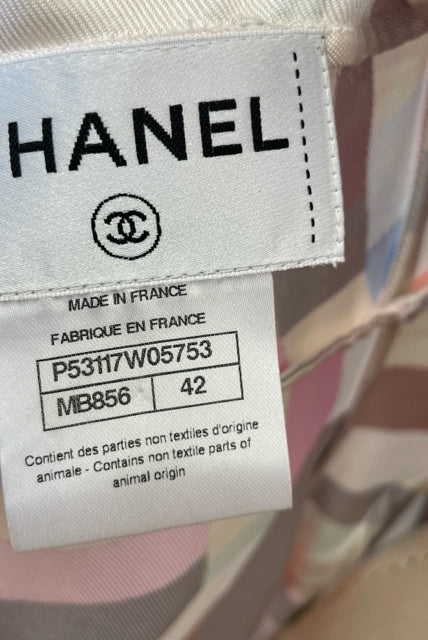 HANEL
MADE IN FRANCE
FABRIQUE EN FRANCE
P53117W05753
MB856 42
Contient des parties non textiles d'origine
animale - Contains non textile parts of
animal origin